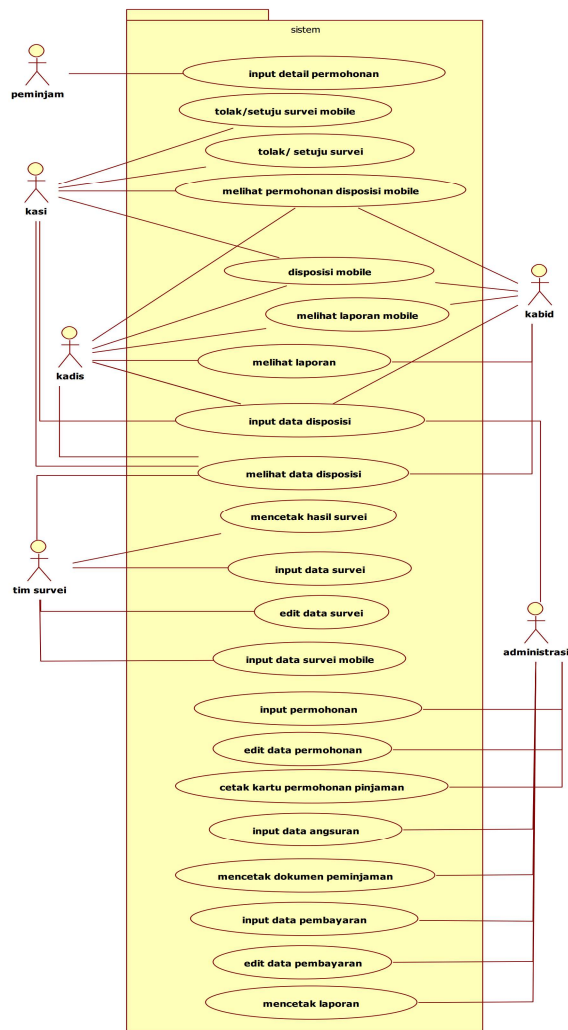 sistem
input detail permohonan
peminjam
tolak/setuju survei mobile
tolak/ setuju survei
melihat permohonan disposisi mobile
kasi
disposisi mobile
melihat laporan mobile
kabid
melihat laporan
kadis
input data disposisi
melihat data disposisi
mencetak hasil survei
input data survei
tim survei
edit data survei
administrasi
input data survei mobile
input permohonan
edit data permohonan
cetak kartu permohonan pinjaman
input data angsuran
mencetak dokumen peminjaman
input data pembayaran
edit data pembayaran
mencetak laporan